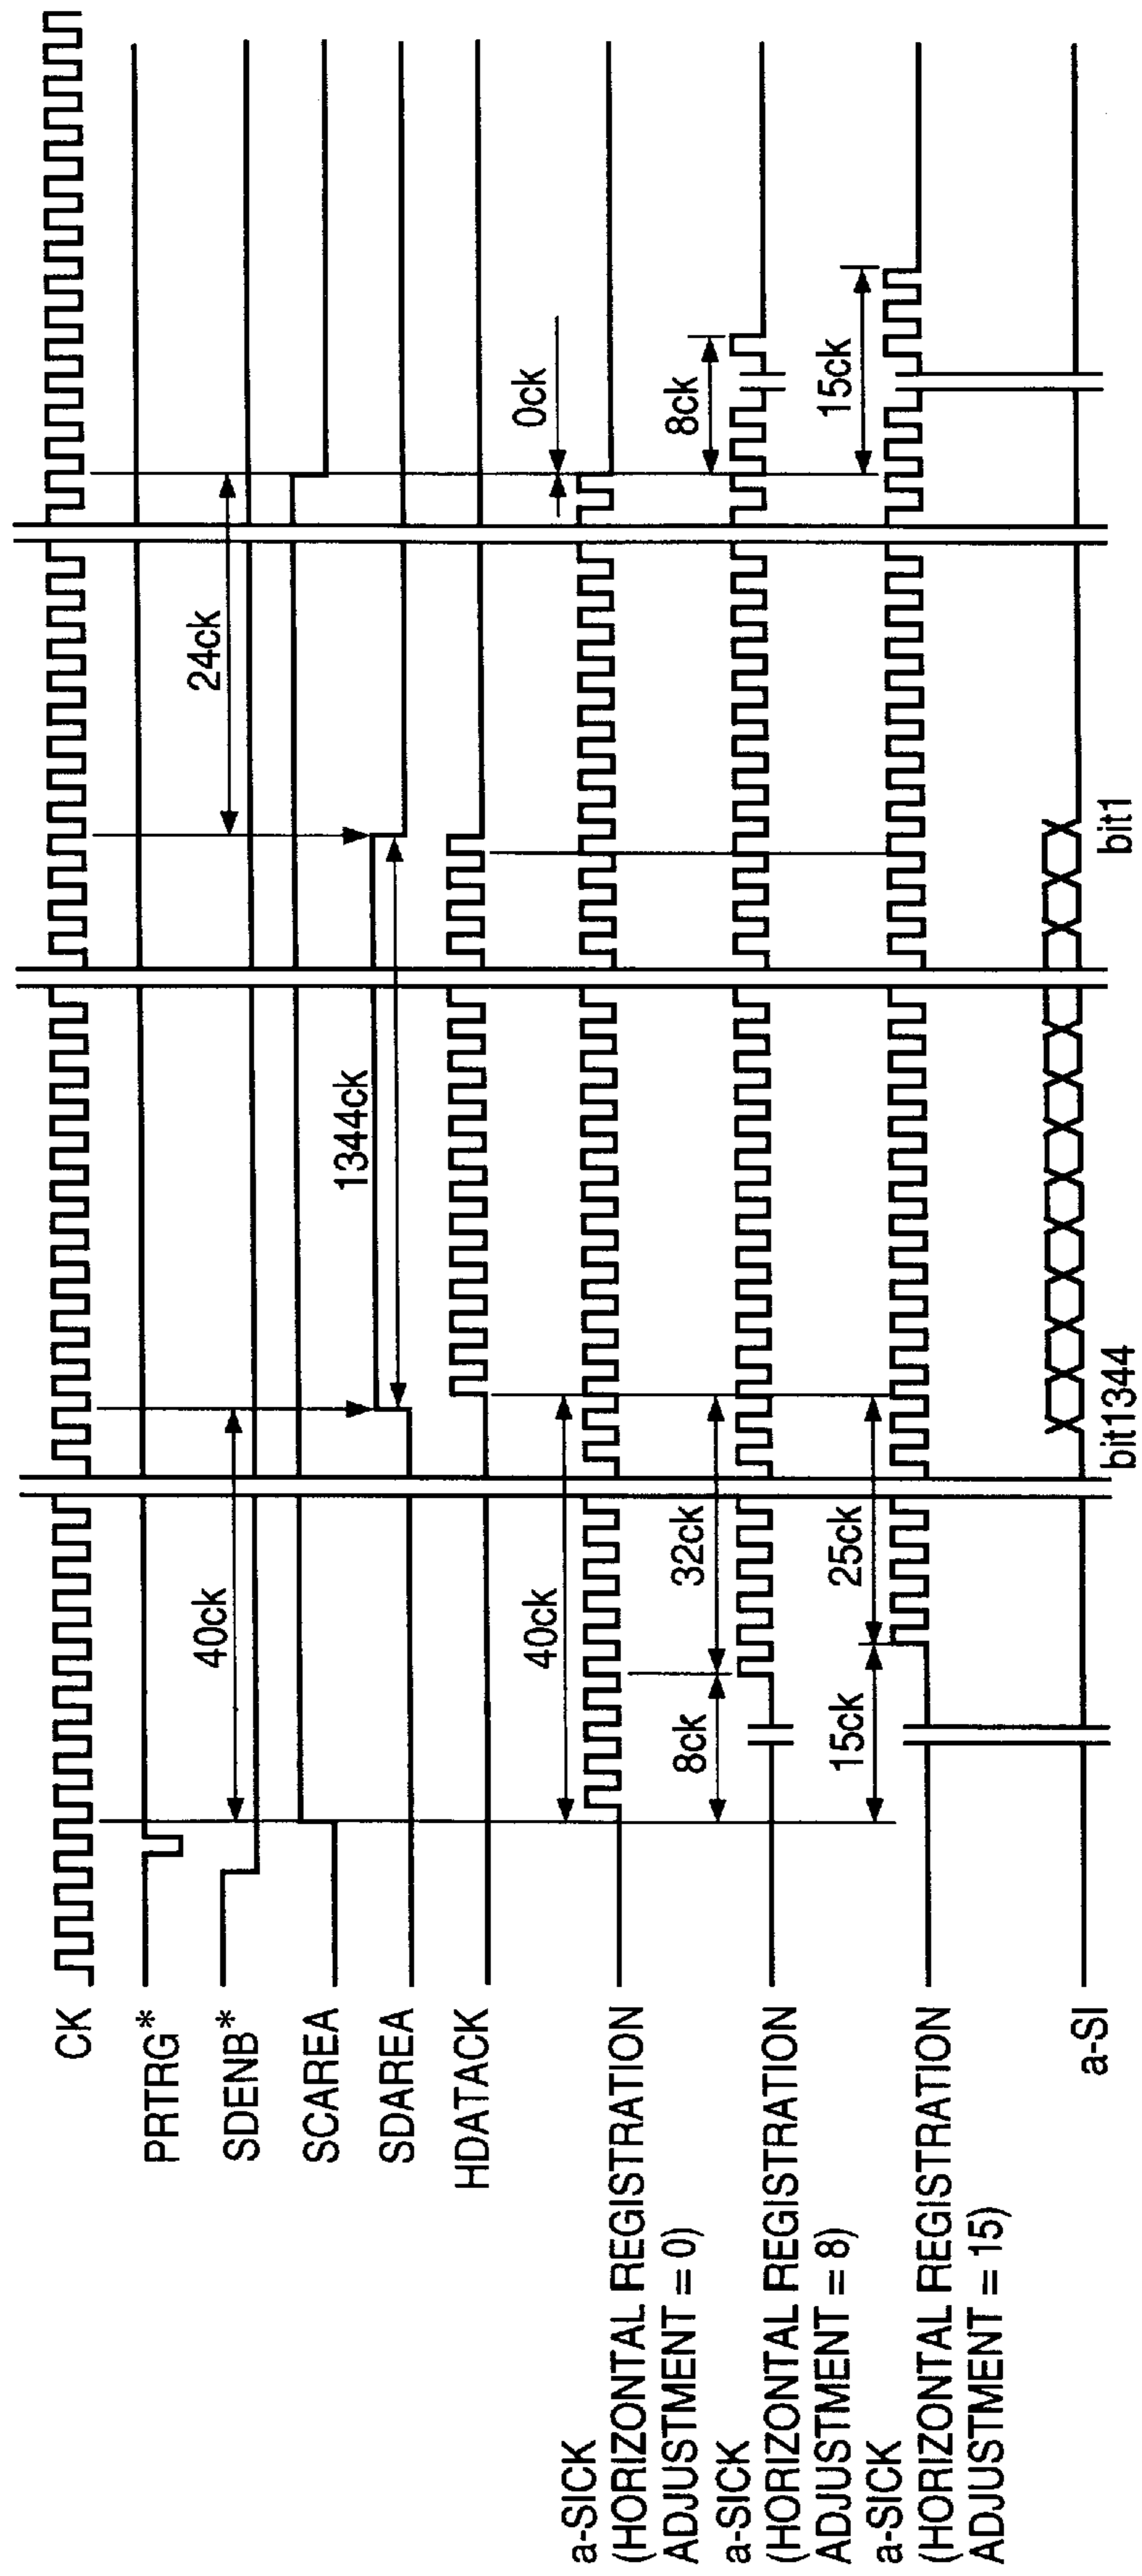 CK
PRTRG*
SDENB*
40ck
24ck
SCAREA
SDAREA
1344ck
HDATACK
a-SICK
(HORIZONTAL REGISTRATION
ADJUSTMENT = 0)
40ck
0ck
a-SICK
(HORIZONTAL REGISTRATION
ADJUSTMENT = 8)
8ck
32ck
8ck
a-SICK
(HORIZONTAL REGISTRATION
ADJUSTMENT = 15)
15ck
25ck
15ck
a-SI
bit1344
bit1